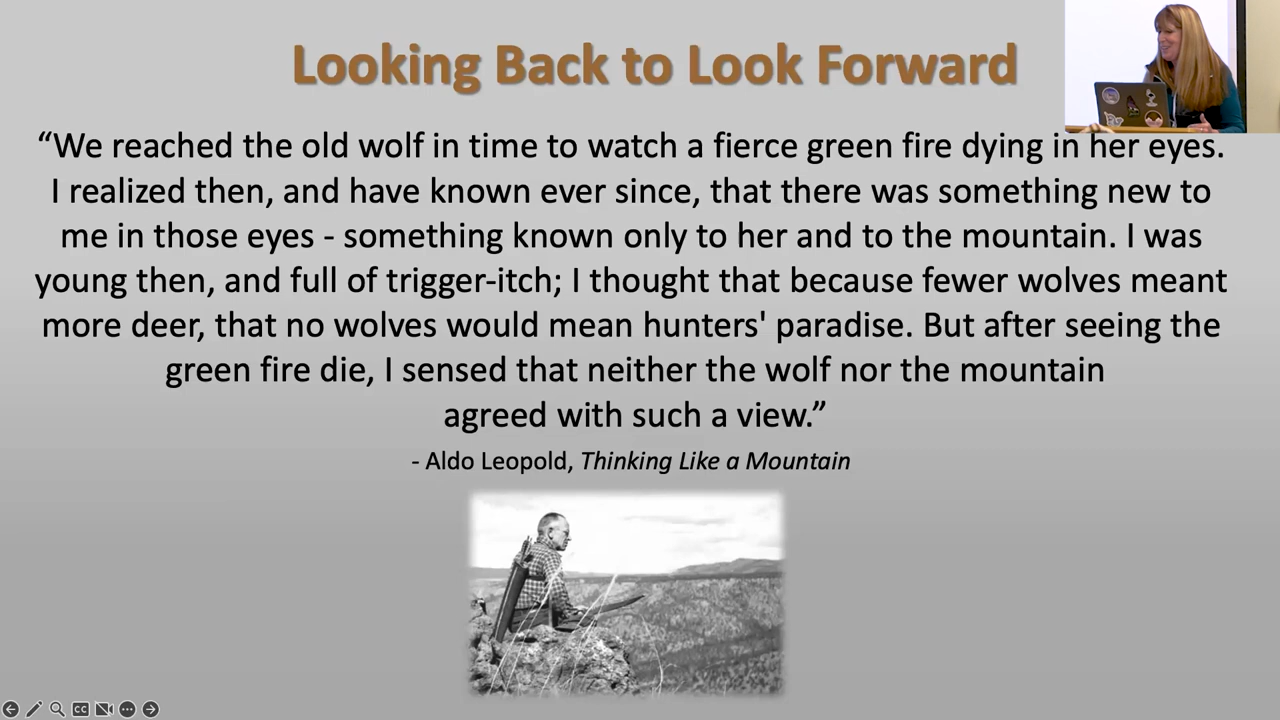 Looking Back to Look Forward
“We reached the old wolf in time to watch a fierce green fire dying in her eyes.
I realized then, and have known ever since, that there was something new to
me in those eyes - something known only to her and to the mountain. I was
young then, and full of trigger-itch; I thought that because fewer wolves meant
more deer, that no wolves would mean hunters' paradise. But after seeing the
green fire die, I sensed that neither the wolf nor the mountain
agreed with such a view.”
- Aldo Leopold, Thinking Like a Mountain
CC